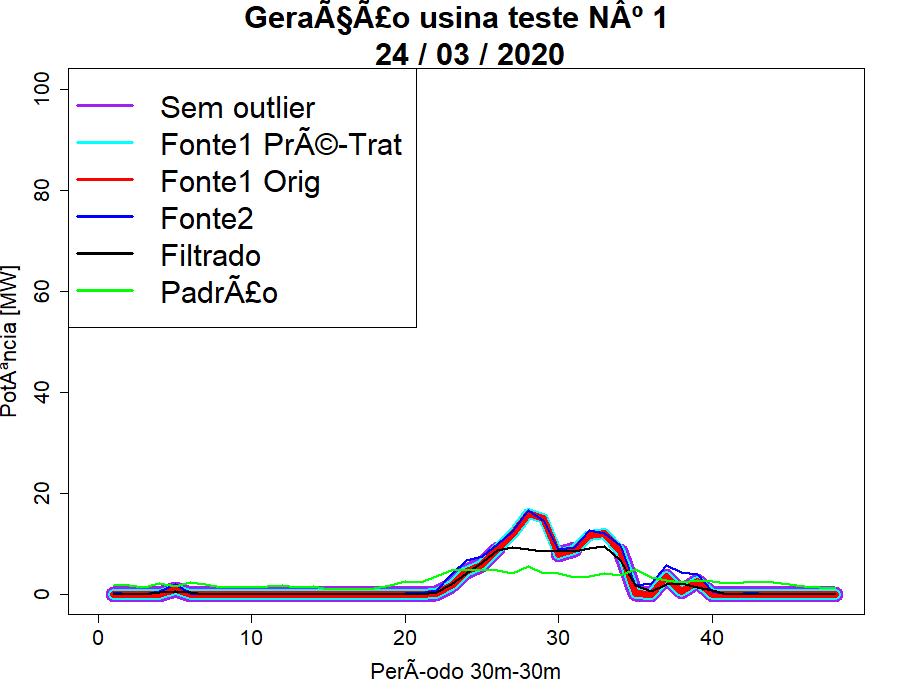 GeraÃ§Ã£o usina teste NÂº 1
24 / 03 / 2020
Sem outlier
Fonte1 PrÃ©-Trat
Fonte1 Orig
Fonte2
Filtrado
PadrÃ£o
PotÃªncia [MW]
100
80
60
40
20
0
0 10 20 30 40
PerÃ­odo 30m-30m